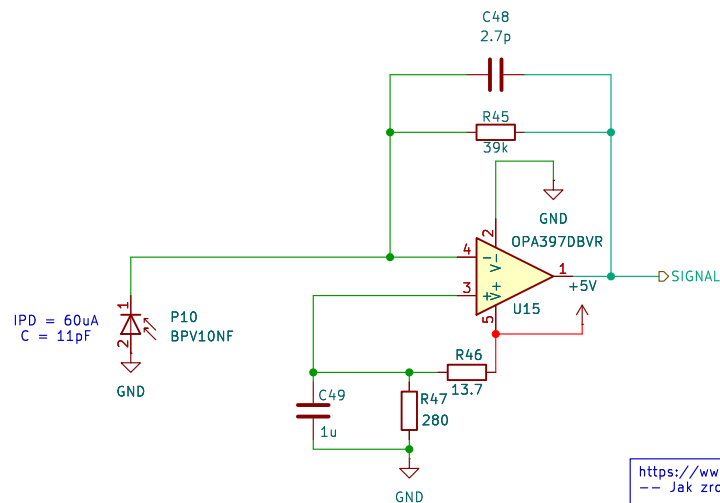 C48
2.7p
R45
39k
GND
2
OPA397DBVR
4
V-
1
SIGNAL
+5V
3
V+
U15
5
1
P10
IPD = 60uA
BPV10NF
C = 11pF
2
GND
R46
13.7
C49
R47
280
1u
GND
https://ww
-- Jak zro